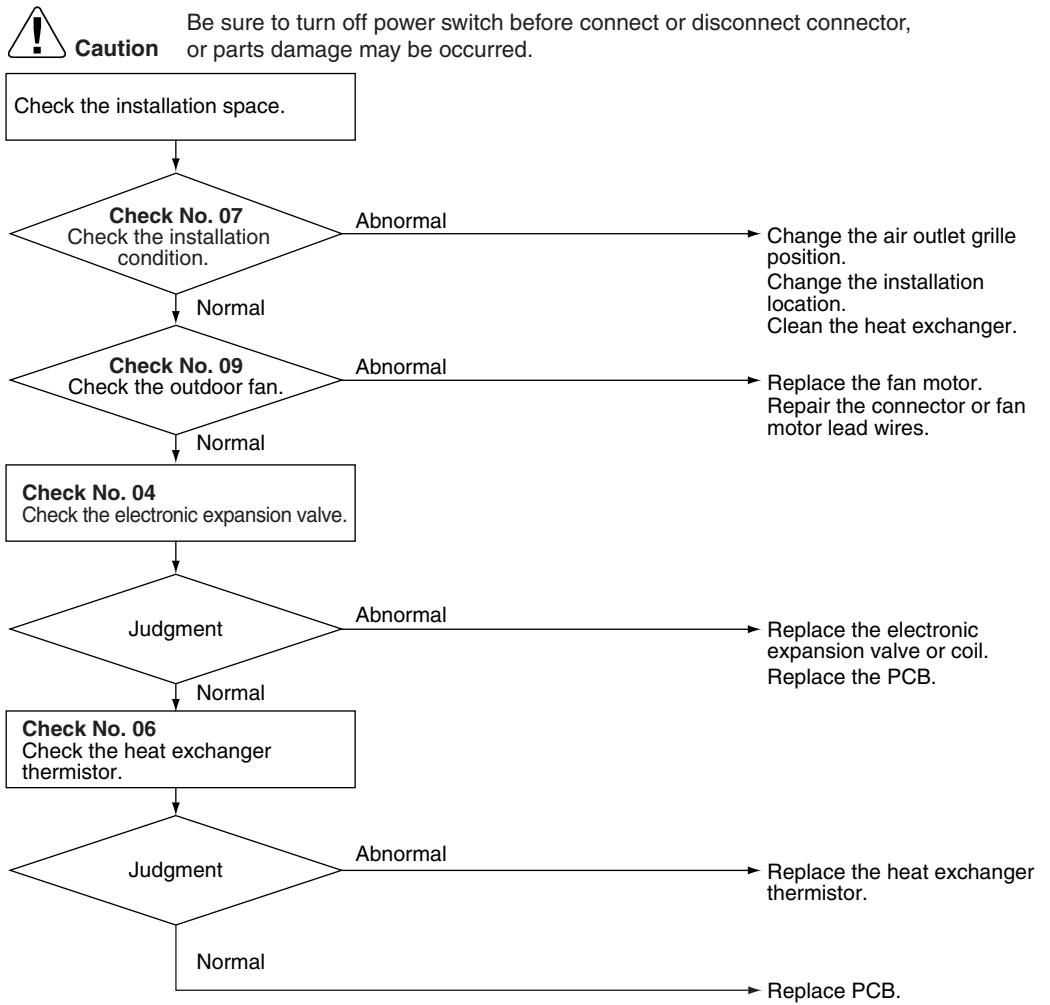 Caution
Be sure to turn off power switch before connect or disconnect connector,
or parts damage may be occurred.
Check the installation space.
Check No. 07
Check the installation
condition.
Abnormal
Change the air outlet grille
position.
Change the installation
location.
Clean the heat exchanger.
Normal
Check No. 09
Check the outdoor fan.
Abnormal
Replace the fan motor.
Repair the connector or fan
motor lead wires.
Normal
Check No. 04
Check the electronic expansion valve.
Judgment
Abnormal
Replace the electronic
expansion valve or coil.
Replace the PCB.
Normal
Check No. 06
Check the heat exchanger
thermistor.
Judgment
Abnormal
Replace the heat exchanger
thermistor.
Normal
Replace PCB.